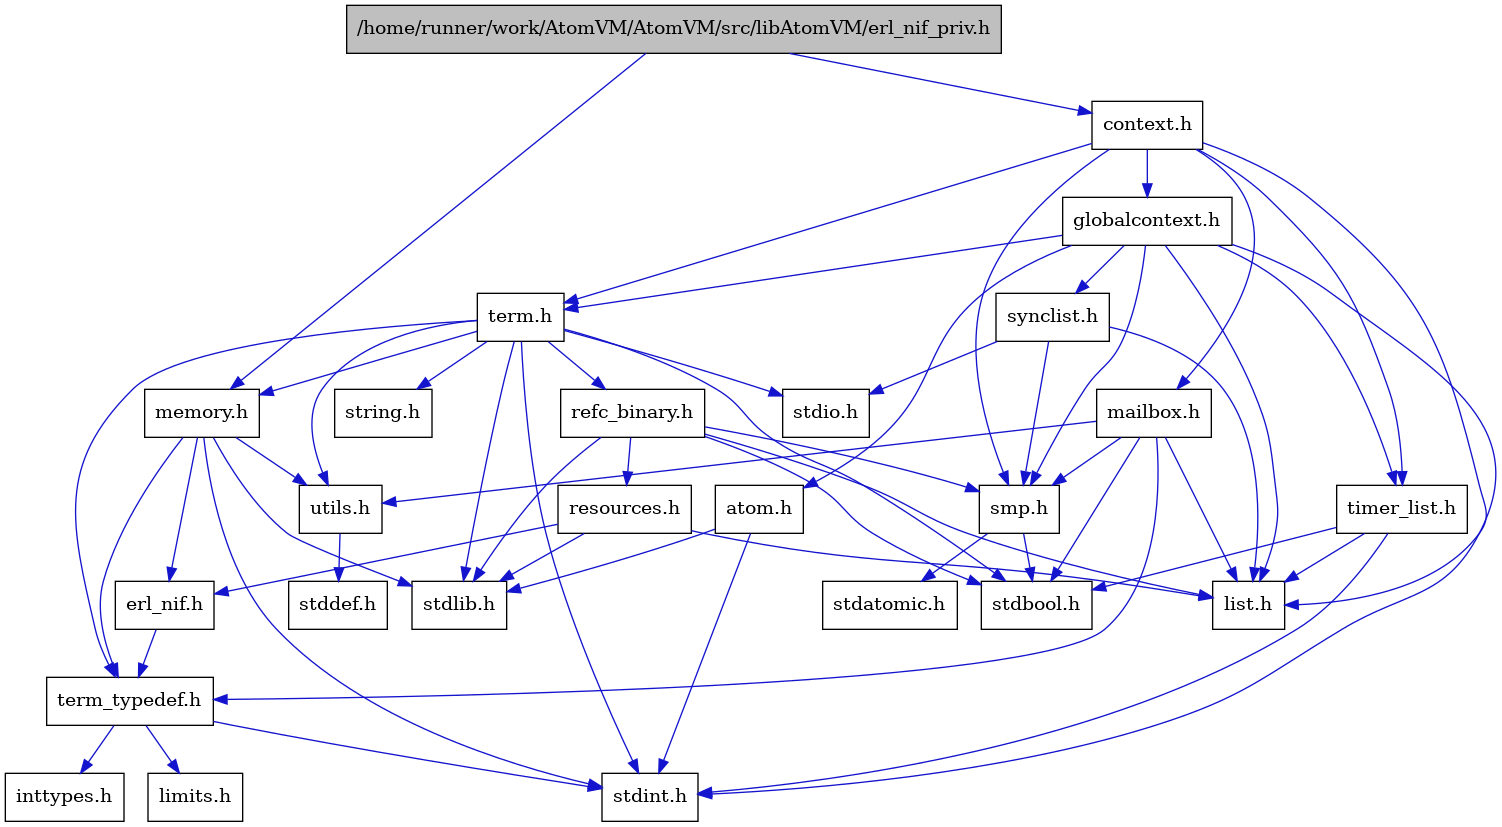 /home/runner/work/AtomVM/AtomVM/src/libAtomVM/erl_nif_priv.h
context.h
globalcontext.h
term.h
synclist.h
memory.h
string.h
refc_binary.h
stdio.h
mailbox.h
utils.h
resources.h
atom.h
smp.h
timer_list.h
erl_nif.h
stddef.h
stdlib.h
stdatomic.h
stdbool.h
list.h
term_typedef.h
inttypes.h
limits.h
stdint.h